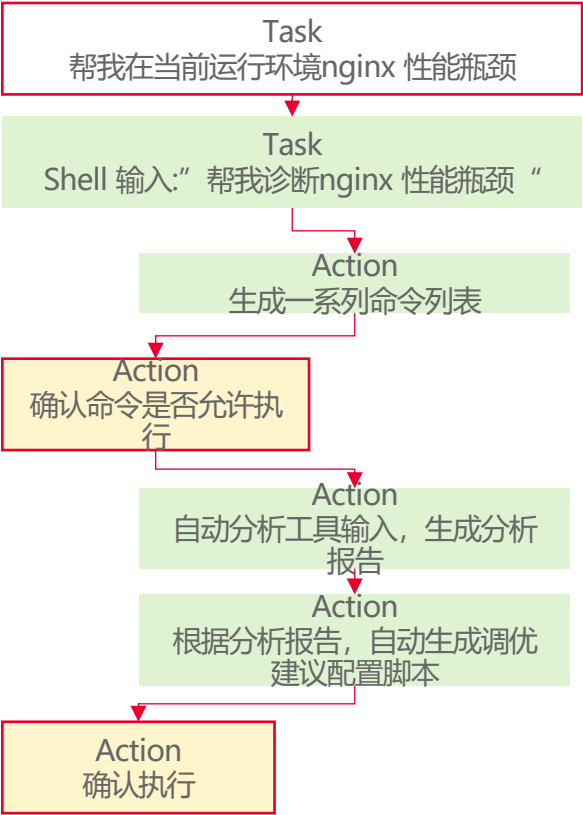 Task
帮我在当前运行环境nginx 性能瓶颈
Task
Shell 输入:”帮我诊断nginx 性能瓶颈“
Action
生成一系列命令列表
Action
确认命令是否允许执
行
Action
自动分析工具输入，生成分析
报告
Action
根据分析报告，自动生成调优
建议配置脚本
Action
确认执行